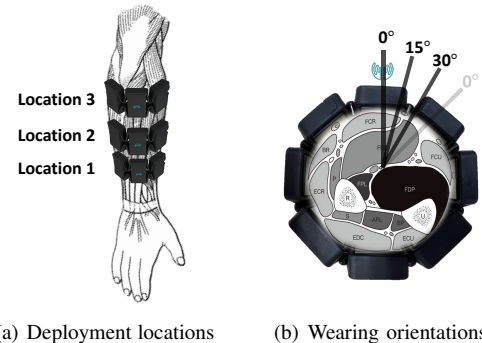 Location 3
Location 2
Location 1
0°
15°
30°
0°
FCR
BR
FCU
FPL
FDP
ECR
R
U
APL
EDC
ECU
(a) Deployment locations
(b) Wearing orientations